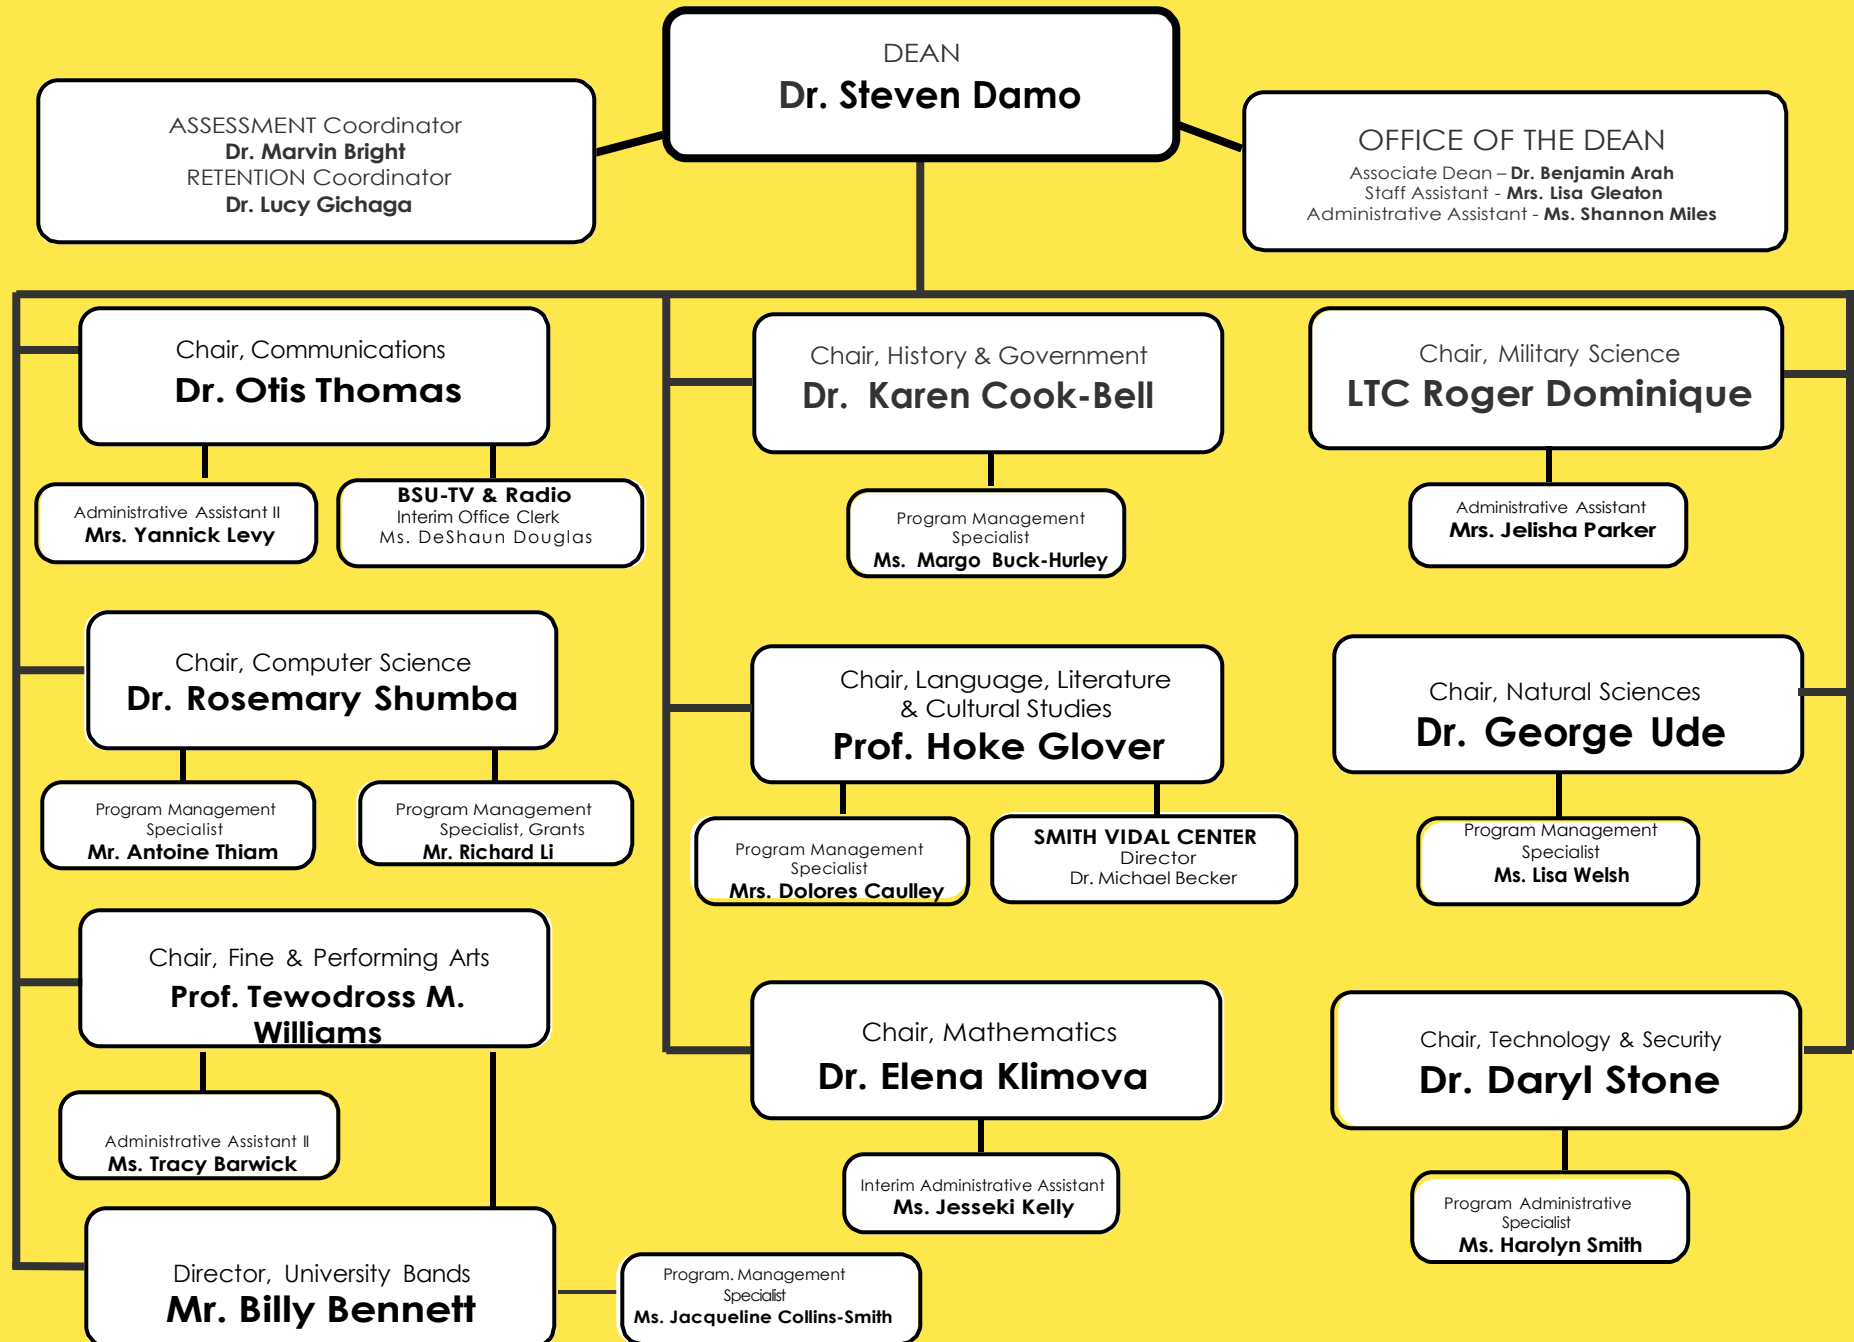 DEAN
Dr. Steven Damo
ASSESSMENT Coordinator
Dr. Marvin Bright
RETENTION Coordinator
Dr. Lucy Gichaga
OFFICE OF THE DEAN
Associate Dean – Dr. Benjamin Arah
Staff Assistant - Mrs. Lisa Gleaton
Administrative Assistant - Ms. Shannon Miles
Chair, Communications
Dr. Otis Thomas
Administrative Assistant II
Mrs. Yannick Levy
BSU-TV & Radio
Interim Office Clerk
Ms. DeShaun Douglas
Chair, Computer Science
Dr. Rosemary Shumba
Program Management
Specialist
Mr. Antoine Thiam
Program Management
Specialist, Grants
Mr. Richard Li
Chair, Fine & Performing Arts
Prof. Tewodross M.
Williams
Administrative Assistant II
Ms. Tracy Barwick
Director, University Bands
Mr. Billy Bennett
Program. Management
Specialist
Ms. Jacqueline Collins-Smith
Chair, History & Government
Dr. Karen Cook-Bell
Program Management
Specialist
Ms. Margo Buck-Hurley
Chair, Language, Literature
& Cultural Studies
Prof. Hoke Glover
Program Management
Specialist
Mrs. Dolores Caulley
SMITH VIDAL CENTER
Director
Dr. Michael Becker
Chair, Mathematics
Dr. Elena Klimova
Interim Administrative Assistant
Ms. Jesseki Kelly
Chair, Military Science
LTC Roger Dominique
Administrative Assistant
Mrs. Jelisha Parker
Chair, Natural Sciences
Dr. George Ude
Program Management
Specialist
Ms. Lisa Welsh
Chair, Technology & Security
Dr. Daryl Stone
Program Administrative
Specialist
Ms. Harolyn Smith